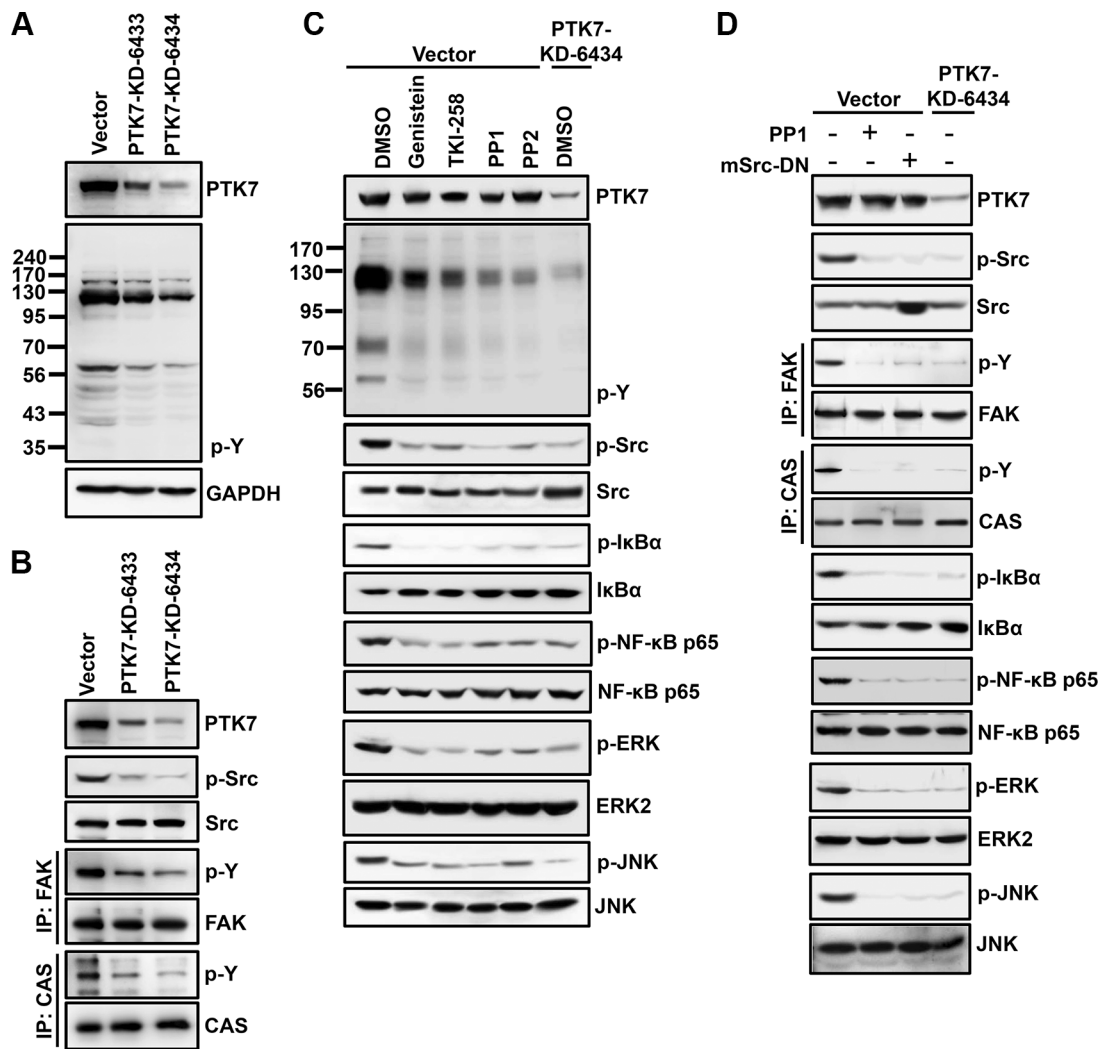 A
Vector
PTK7-KD-6433
PTK7-KD-6434
PTK7
240
170
130
95
70
56
43
35
p-Y
GAPDH
B
Vector
PTK7-KD-6433
PTK7-KD-6434
PTK7
p-Src
Src
IP: FAK
p-Y
FAK
IP: CAS
p-Y
CAS
C
Vector
PTK7-
KD-6434
DMSO
Genistein
TKI-258
PP1
PP2
DMSO
PTK7
170
130
95
70
56
p-Y
p-Src
Src
p-IκBα
IκBα
p-NF-κB p65
NF-κB p65
p-ERK
ERK2
p-JNK
JNK
D
Vector
PTK7-
KD-6434
PP1 - + - -
mSrc-DN - - + -
PTK7
p-Src
Src
IP: FAK
p-Y
FAK
IP: CAS
p-Y
CAS
p-IκBα
IκBα
p-NF-κB p65
NF-κB p65
p-ERK
ERK2
p-JNK
JNK